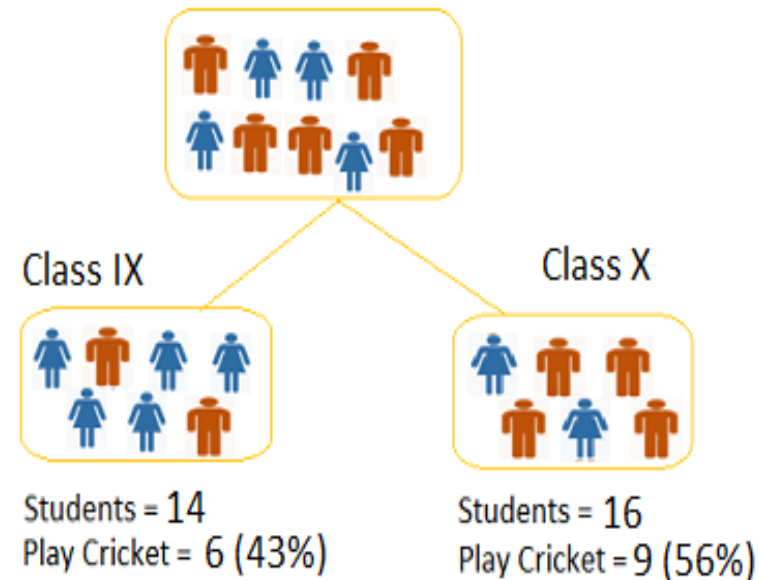 Class IX
Class X
Students = 14
Play Cricket = 6 (43%)
Students = 16
Play Cricket = 9 (56%)